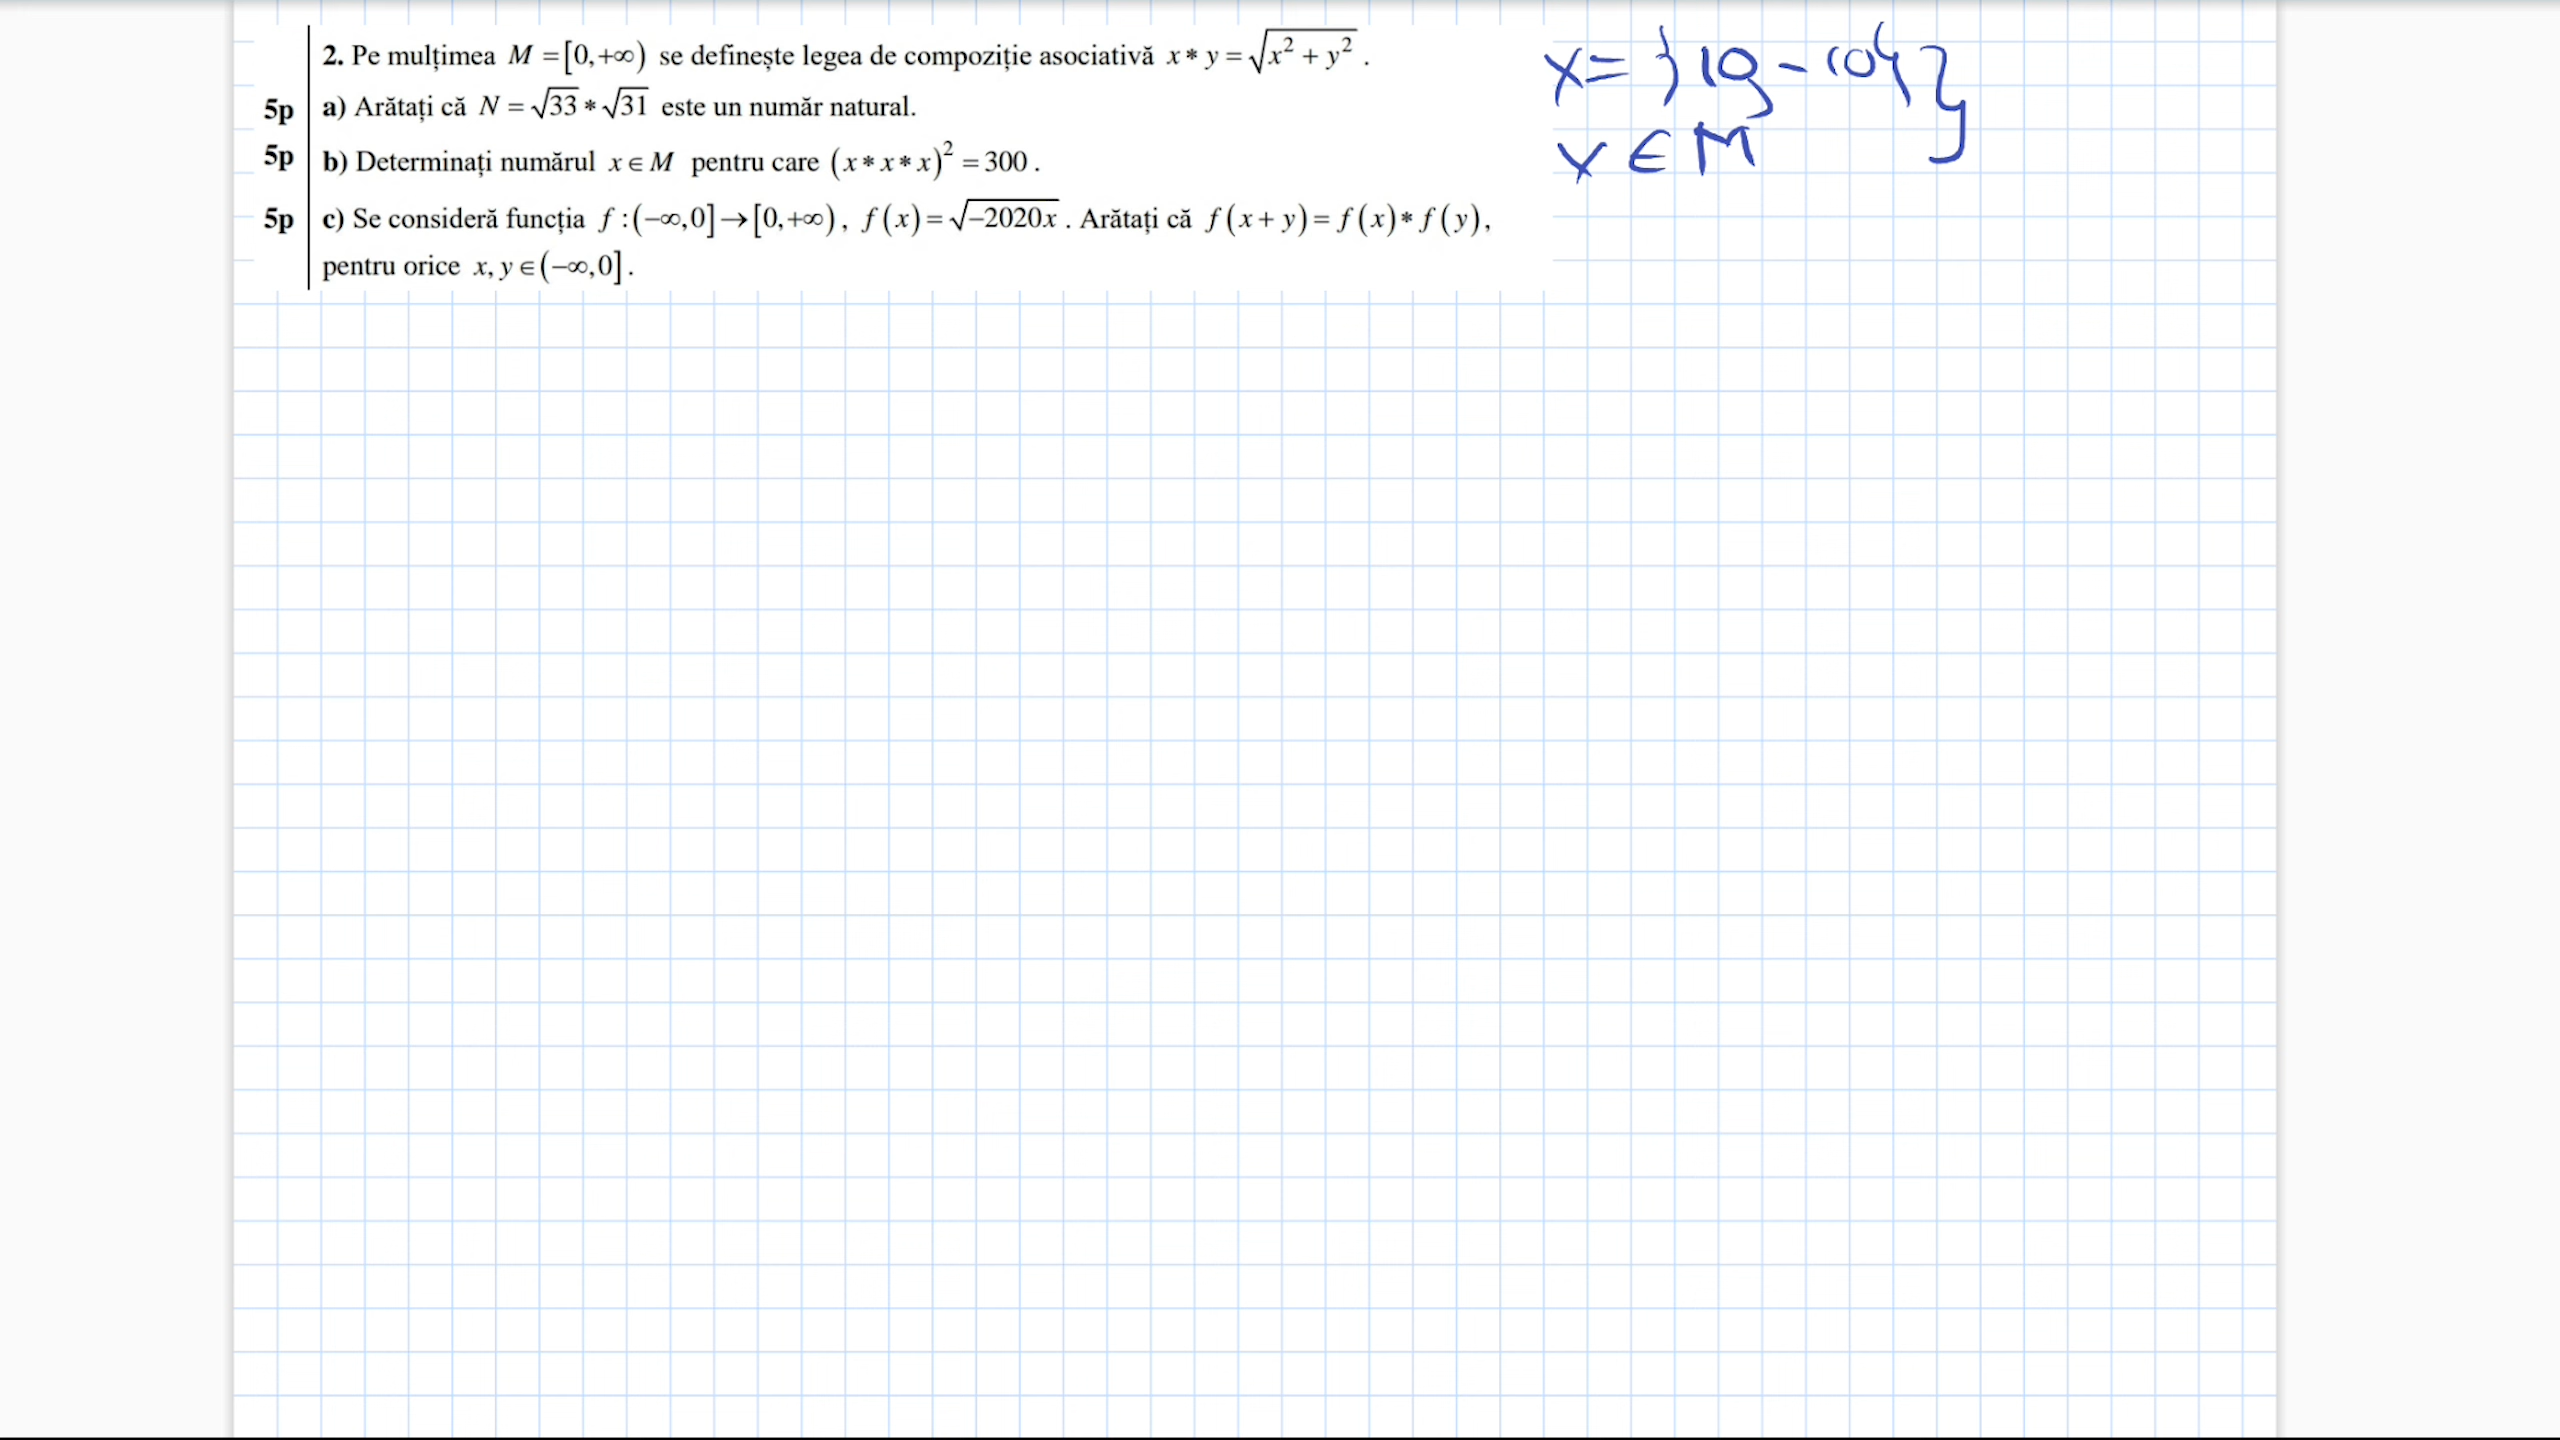 2. Pe mulțimea M = [0,+∞) se definește legea de compoziție asociativă x * y = √(x² + y²) .
5p a) Arătați că N = √33 * √31 este un număr natural.
5p b) Determinați numărul x ∈ M pentru care (x * x * x)² = 300 .
5p c) Se consideră funcția f : (−∞,0] → [0,+∞) , f(x) = √(−2020x) . Arătați că f(x + y) = f(x) * f(y),
pentru orice x, y ∈ (−∞,0] .
x ∈ M